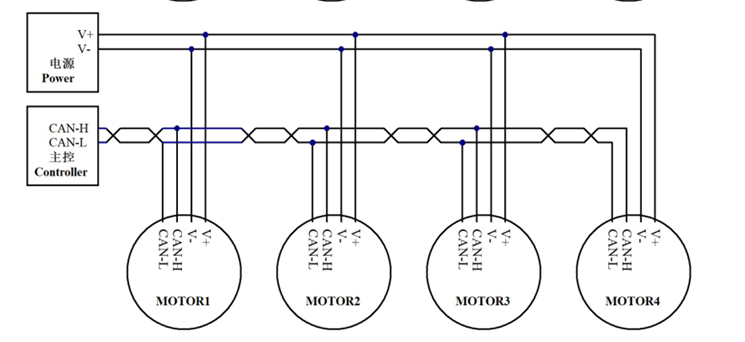 V+
V-
电源
Power
CAN-H
CAN-L
主控
Controller
CAN-L
CAN-H
V-
V+
MOTOR1
CAN-L
CAN-H
V-
V+
MOTOR2
CAN-L
CAN-H
V-
V+
MOTOR3
CAN-L
CAN-H
V-
V+
MOTOR4